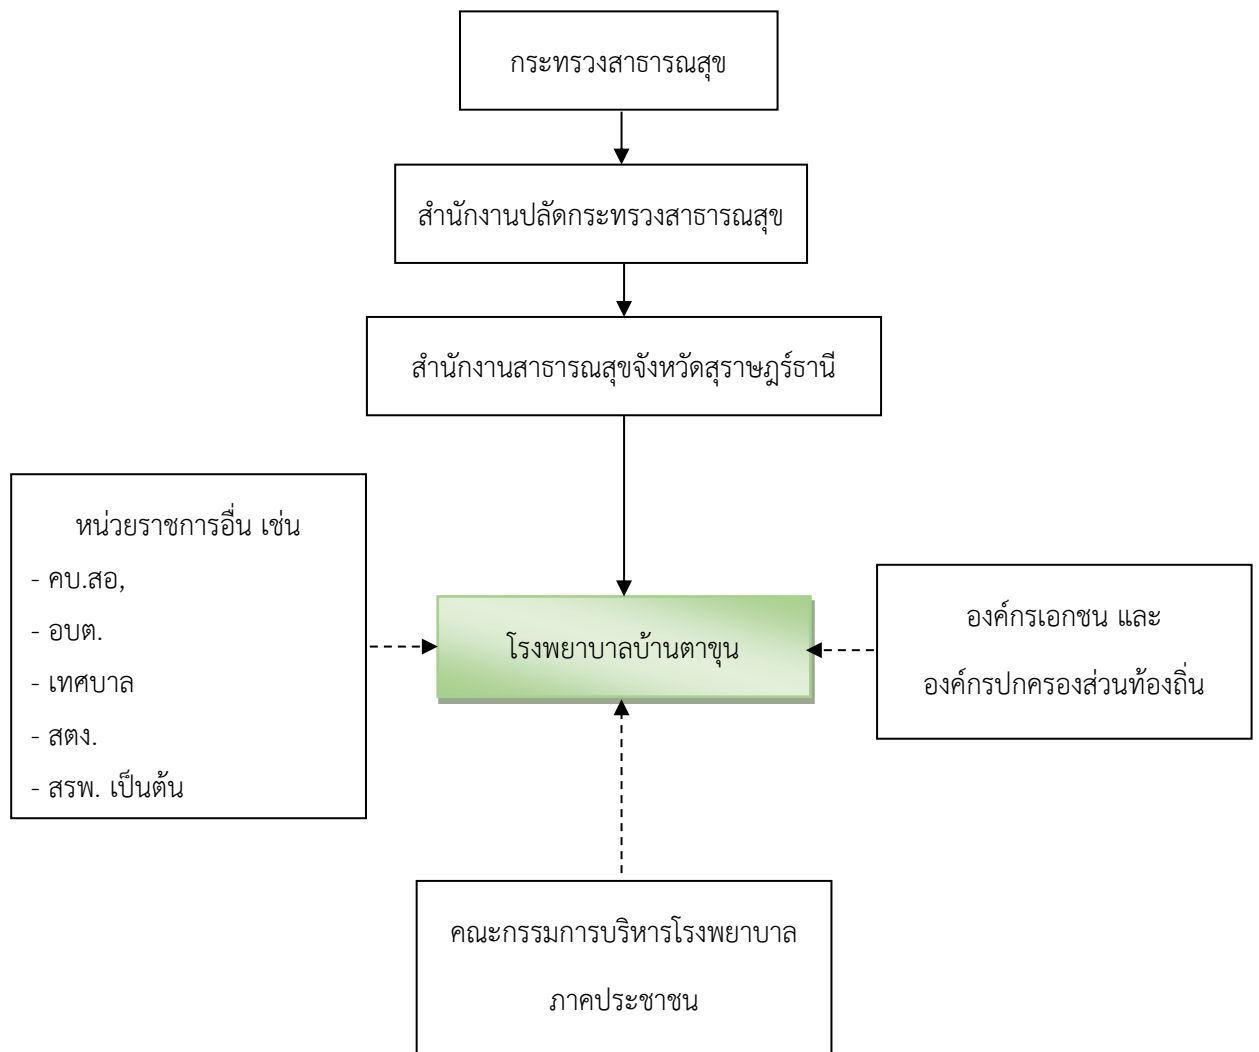 กระทรวงสาธารณสุข
สำนักงานปลัดกระทรวงสาธารณสุข
สำนักงานสาธารณสุขจังหวัดสุราษฎร์ธานี
หน่วยราชการอื่น เช่น
- คบ.สอ,
- อบต.
- เทศบาล
- สตง.
- สรพ. เป็นต้น
โรงพยาบาลบ้านตาขุน
องค์กรเอกชน และ
องค์กรปกครองส่วนท้องถิ่น
คณะกรรมการบริหารโรงพยาบาล
ภาคประชาชน